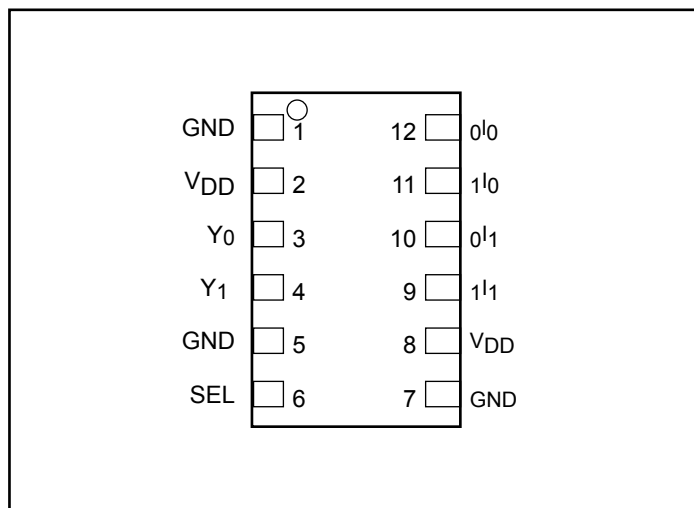 GND 1 12 0I0
VDD 2 11 1I0
Y0 3 10 0I1
Y1 4 9 1I1
GND 5 8 VDD
SEL 6 7 GND